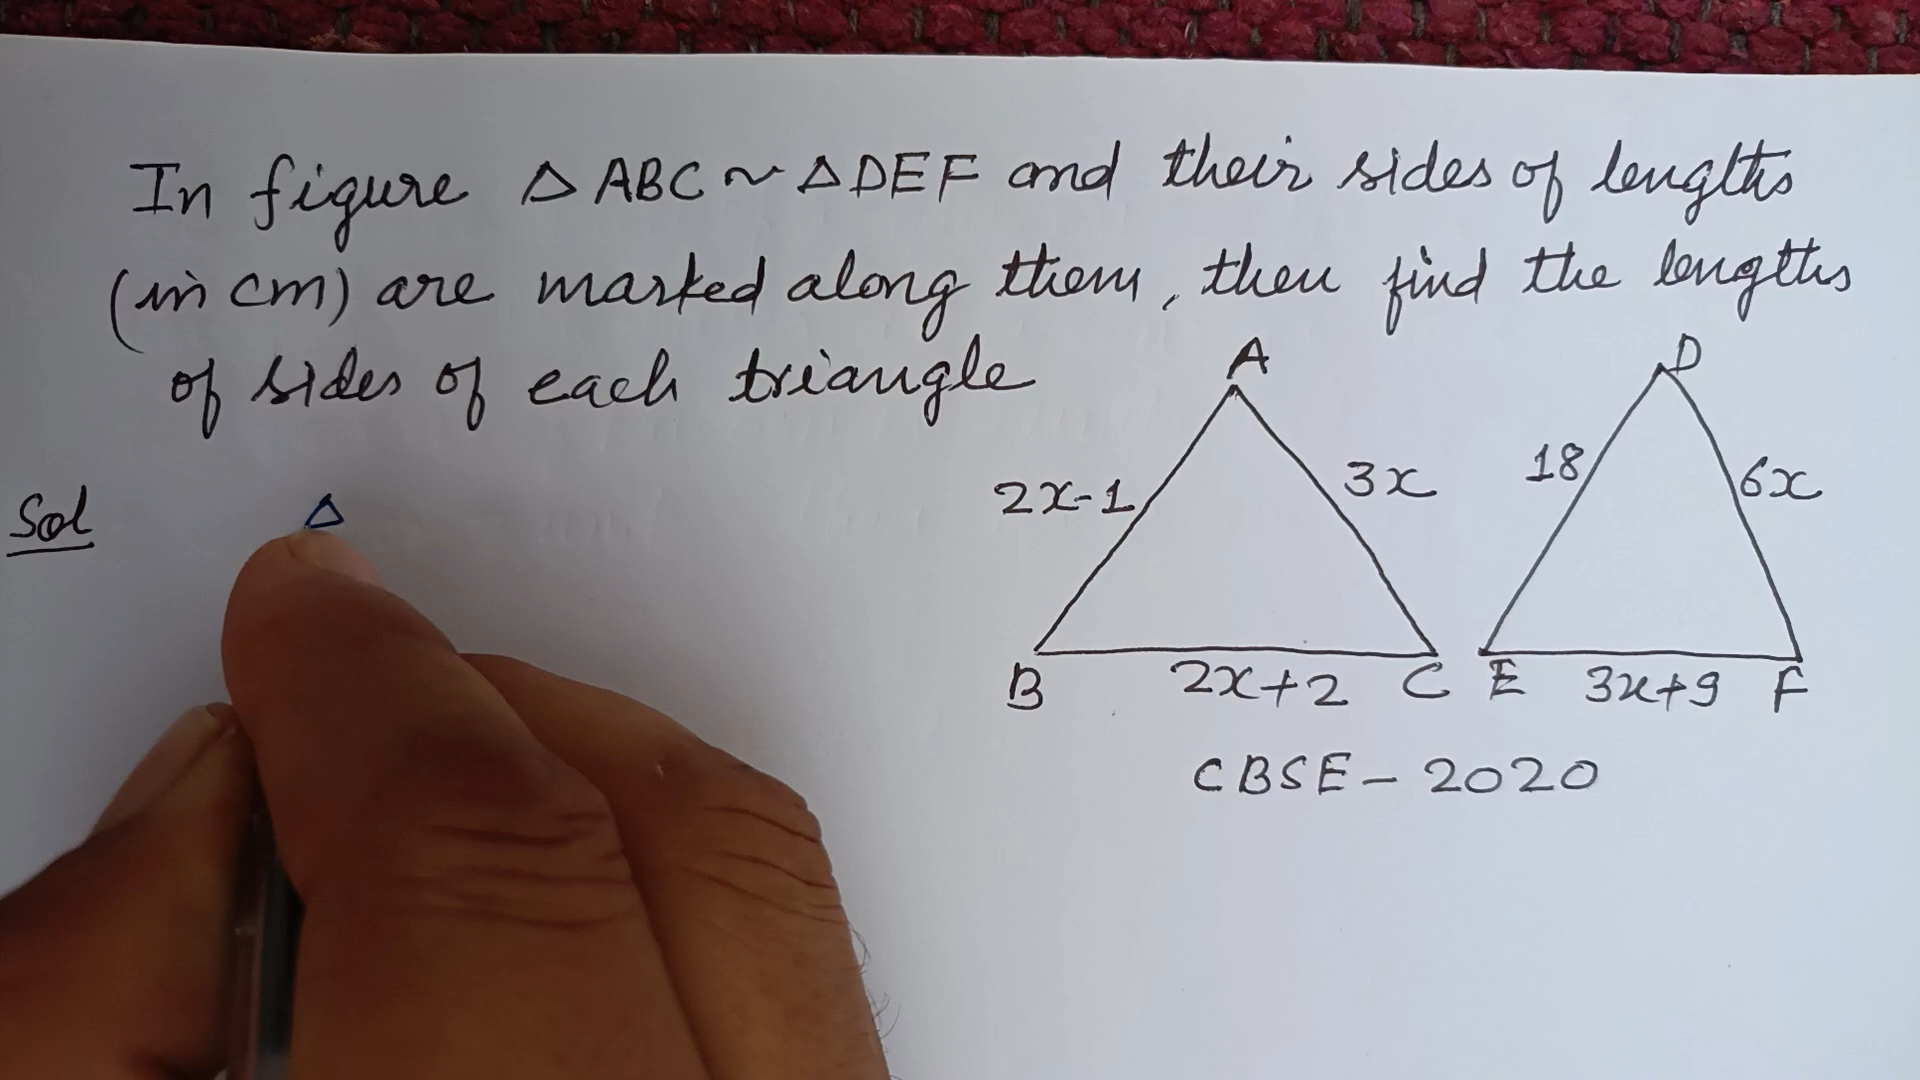 In figure △ABC ~ △DEF and their sides of lengths
(in cm) are marked along them, then find the lengths
of sides of each triangle
A
D
2x-1
3x
18
6x
Sol
△
B
2x+2
C
E
3x+9
F
CBSE - 2020